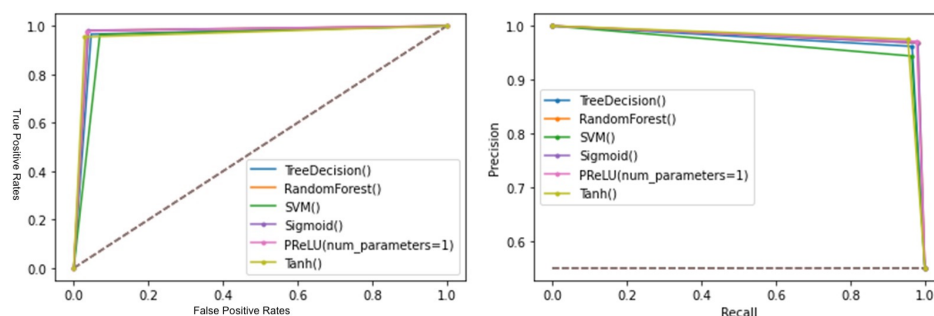 1.0
0.8
0.6
0.4
0.2
0.0
True Positive Rates
TreeDecision()
RandomForest()
SVM()
Sigmoid()
PReLU(num_parameters=1)
Tanh()
0.0 0.2 0.4 0.6 0.8 1.0
False Positive Rates
1.0
0.9
0.8
0.7
0.6
Precision
TreeDecision()
RandomForest()
SVM()
Sigmoid()
PReLU(num_parameters=1)
Tanh()
0.0 0.2 0.4 0.6 0.8 1.0
Recall